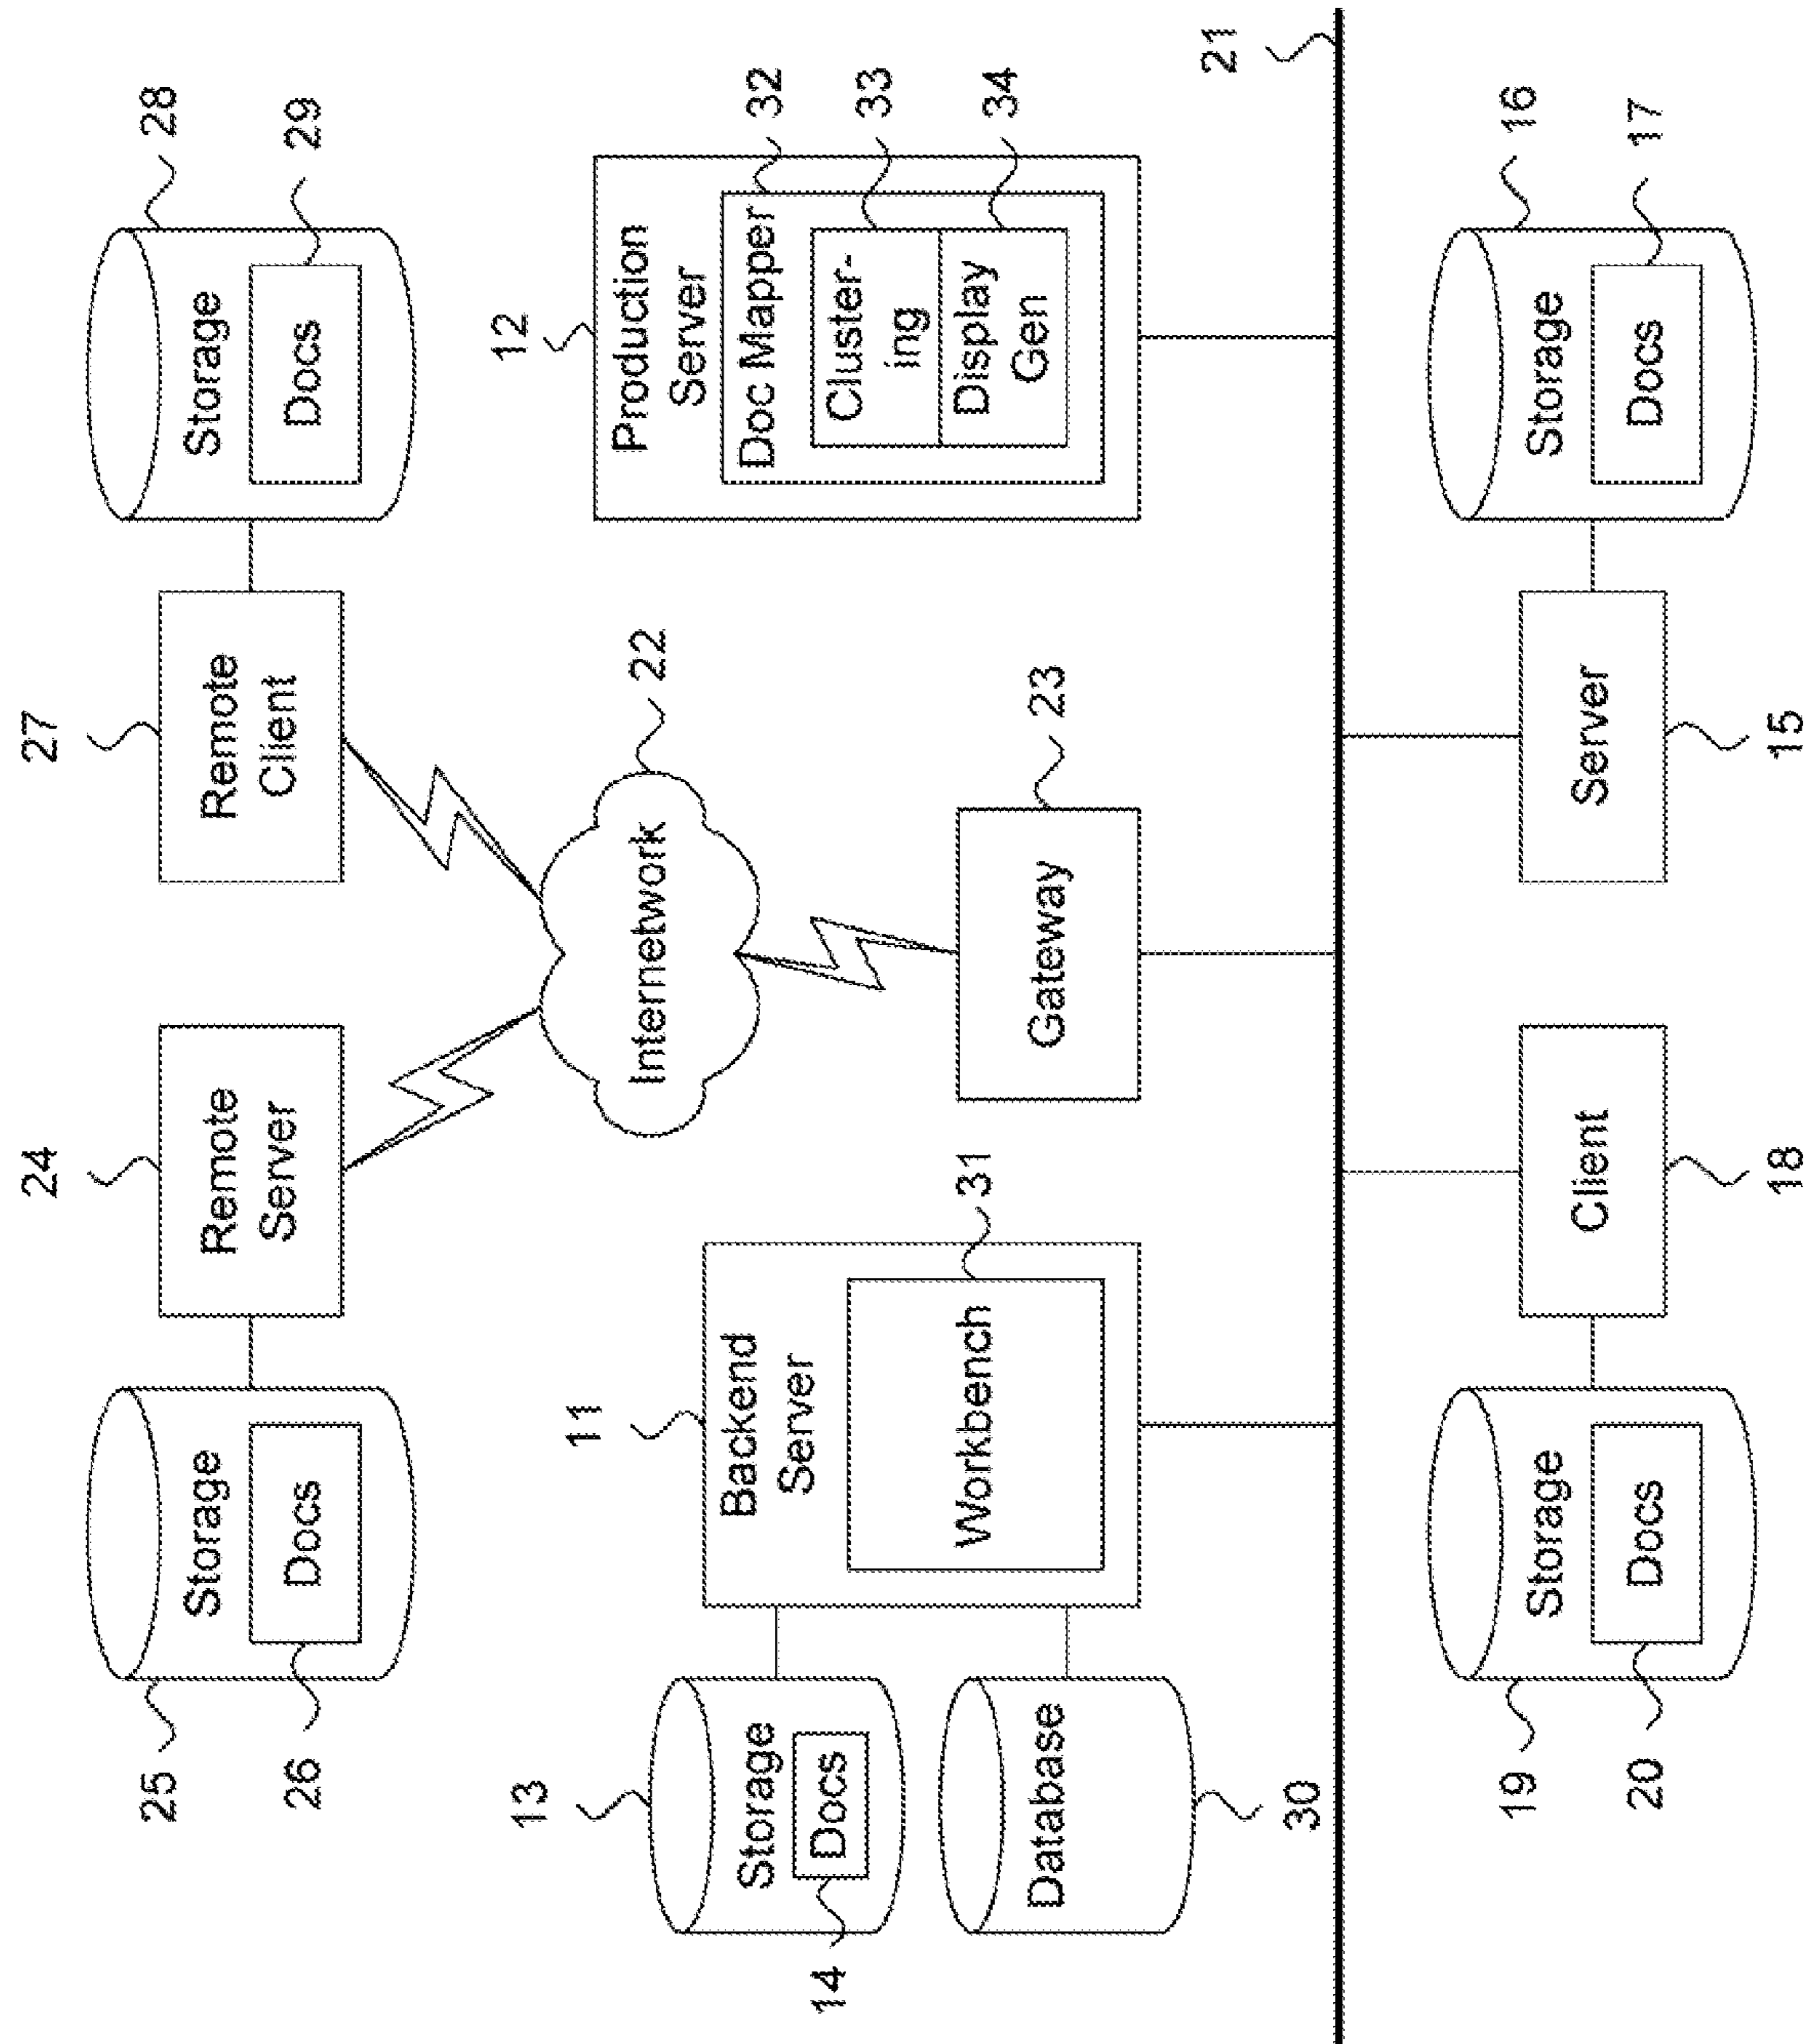 24
27
25
Storage
Docs
26
Remote
Server
Remote
Client
Storage
Docs
28
29
13
Storage
Docs
14
11
Backend
Server
Workbench
31
Database
30
Internetwork
22
Gateway
23
12
Production
Server
Doc Mapper
32
Cluster-
ing
33
Display
Gen
34
21
19
Storage
Docs
20
Client
18
Server
15
Storage
Docs
16
17